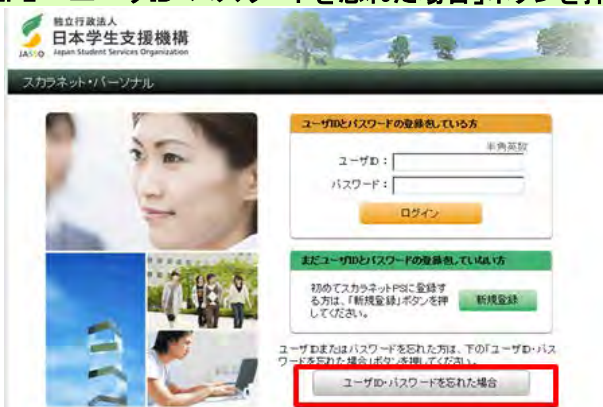 独立行政法人
日本学生支援機構
JASSO Japan Student Services Organization
スカラネット・パーソナル
ユーザIDとパスワードの登録をしている方
半角英数
ユーザID:
パスワード:
ログイン
まだユーザIDとパスワードの登録をしていない方
初めてスカラネットPSに登録す
る方は、「新規登録」ボタンを押
してください。
新規登録
ユーザIDまたはパスワードを忘れた方は、下の「ユーザID・パス
ワードを忘れた場合」ボタンを押してください。
ユーザID・パスワードを忘れた場合